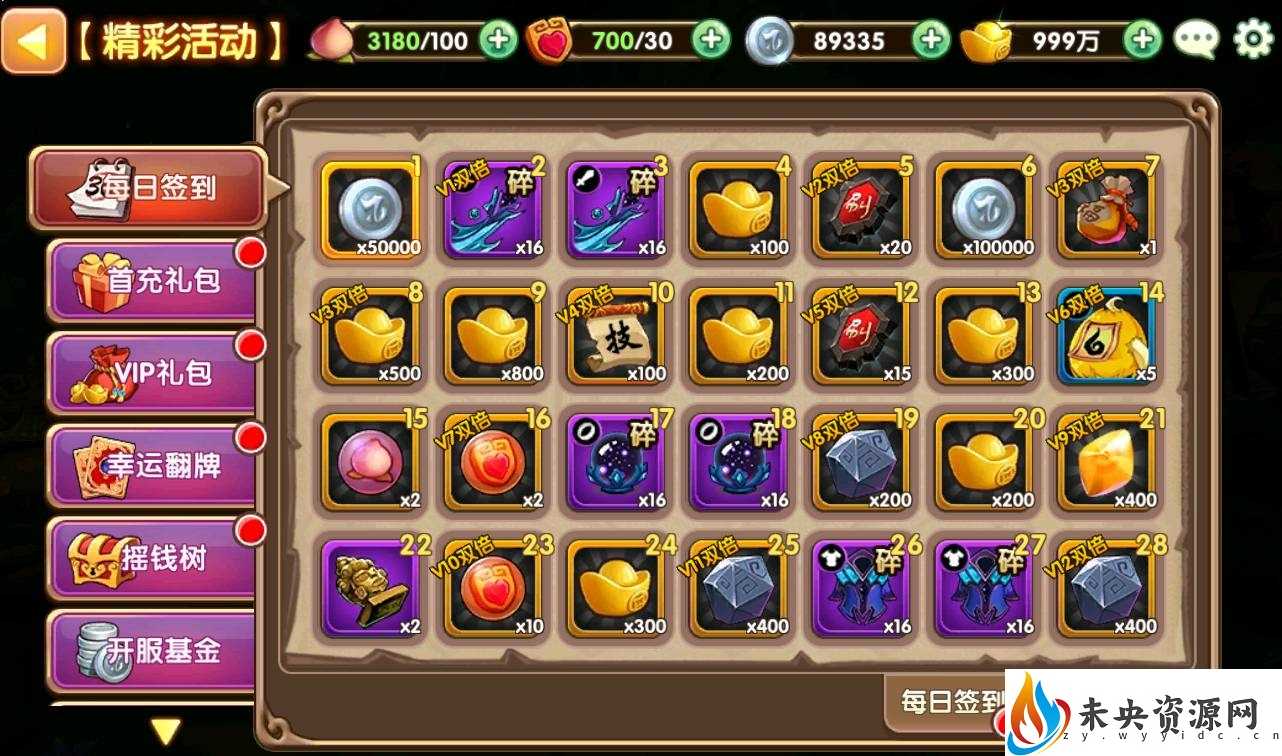 【精彩活动】 3180/100 700/30 89335 999万
每日签到
首充礼包
VIP礼包
幸运翻牌
摇钱树
开服基金
1 x50000
V1双倍 2 碎 x16
3 碎 x16
4 x100
V2双倍 5 x20
6 x100000
V3双倍 7 x1
V3双倍 8 x500
9 x800
V4双倍 10 技 x100
11 x200
V5双倍 12 x15
13 x300
V6双倍 14 x5
15 x2
V7双倍 16 x2
17 碎 x16
18 碎 x16
V8双倍 19 x200
20 x200
V9双倍 21 x400
22 x2
V10双倍 23 x10
24 x300
V11双倍 25 x400
26 碎 x16
27 碎 x16
V12双倍 28 x400
每日签到
未央资源网
zy.wyyidc.cn